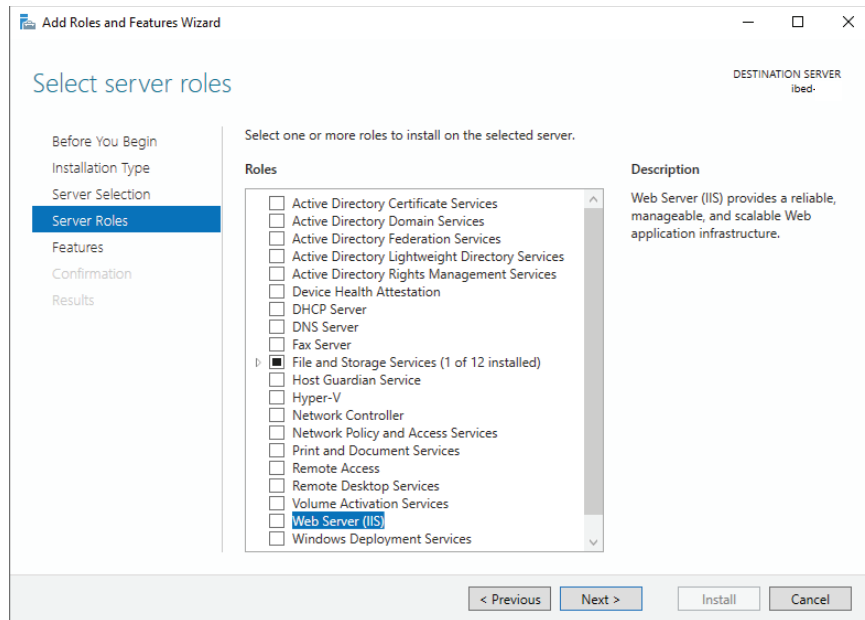 Add Roles and Features Wizard
Select server roles
DESTINATION SERVER
ibed-
Before You Begin
Installation Type
Server Selection
Server Roles
Features
Confirmation
Results
Select one or more roles to install on the selected server.
Roles
Active Directory Certificate Services
Active Directory Domain Services
Active Directory Federation Services
Active Directory Lightweight Directory Services
Active Directory Rights Management Services
Device Health Attestation
DHCP Server
DNS Server
Fax Server
File and Storage Services (1 of 12 installed)
Host Guardian Service
Hyper-V
Network Controller
Network Policy and Access Services
Print and Document Services
Remote Access
Remote Desktop Services
Volume Activation Services
Web Server (IIS)
Windows Deployment Services
Description
Web Server (IIS) provides a reliable,
manageable, and scalable Web
application infrastructure.
< Previous
Next >
Install
Cancel